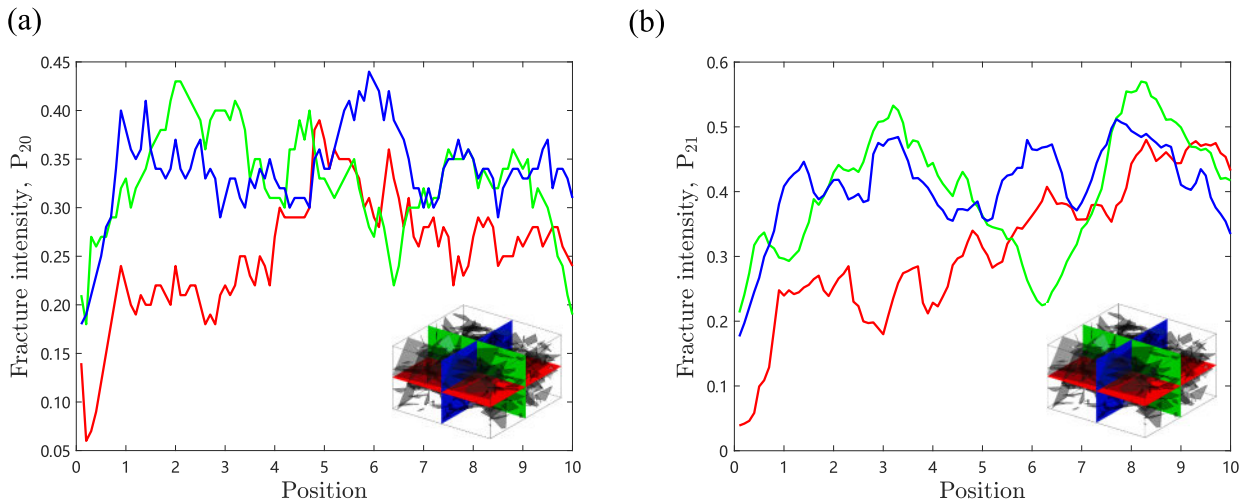 (a)
(b)
Fracture intensity, P20
0.45
0.40
0.35
0.30
0.25
0.20
0.15
0.10
0.05
0 1 2 3 4 5 6 7 8 9 10
Position
Fracture intensity, P21
0.6
0.5
0.4
0.3
0.2
0.1
0
0 1 2 3 4 5 6 7 8 9 10
Position